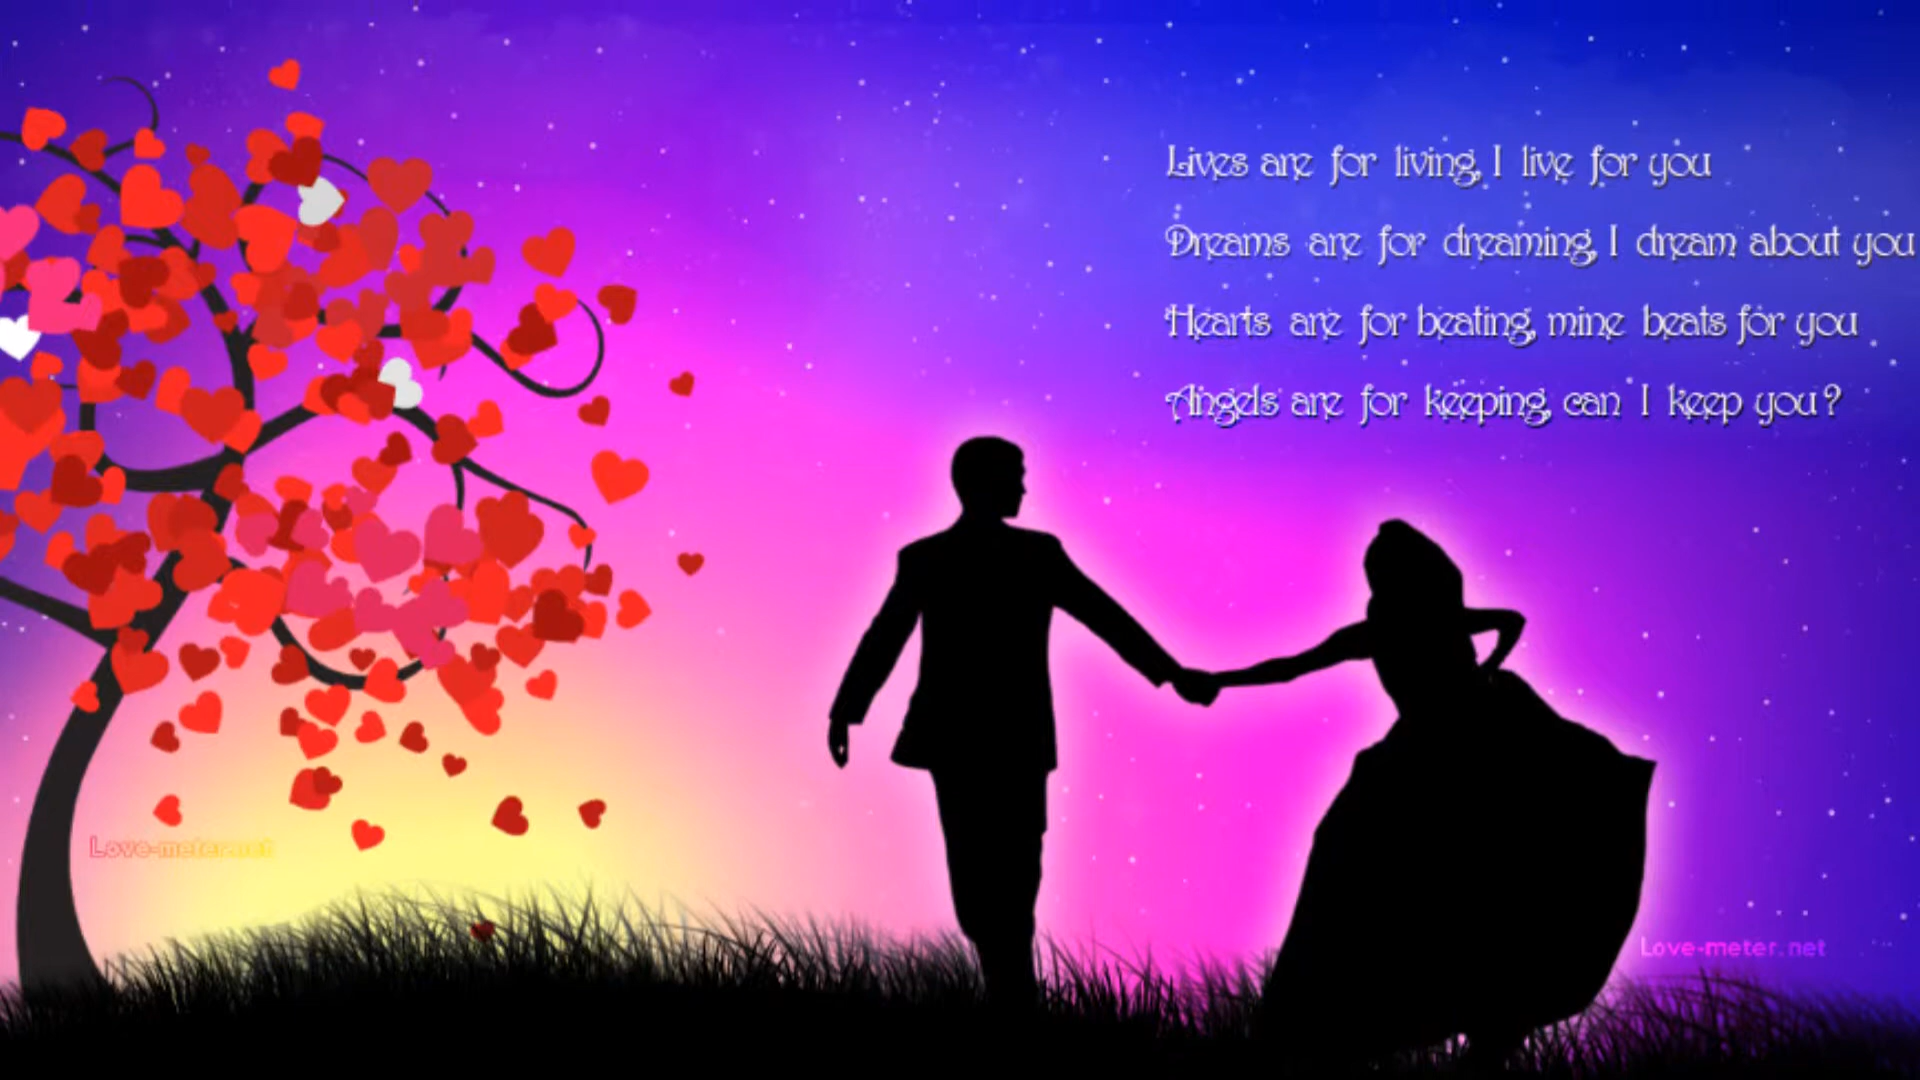 Lives are for living, I live for you
Dreams are for dreaming, I dream about you
Hearts are for beating, mine beats for you
Angels are for keeping, can I keep you?
Love-meter.net
Love-meter.net